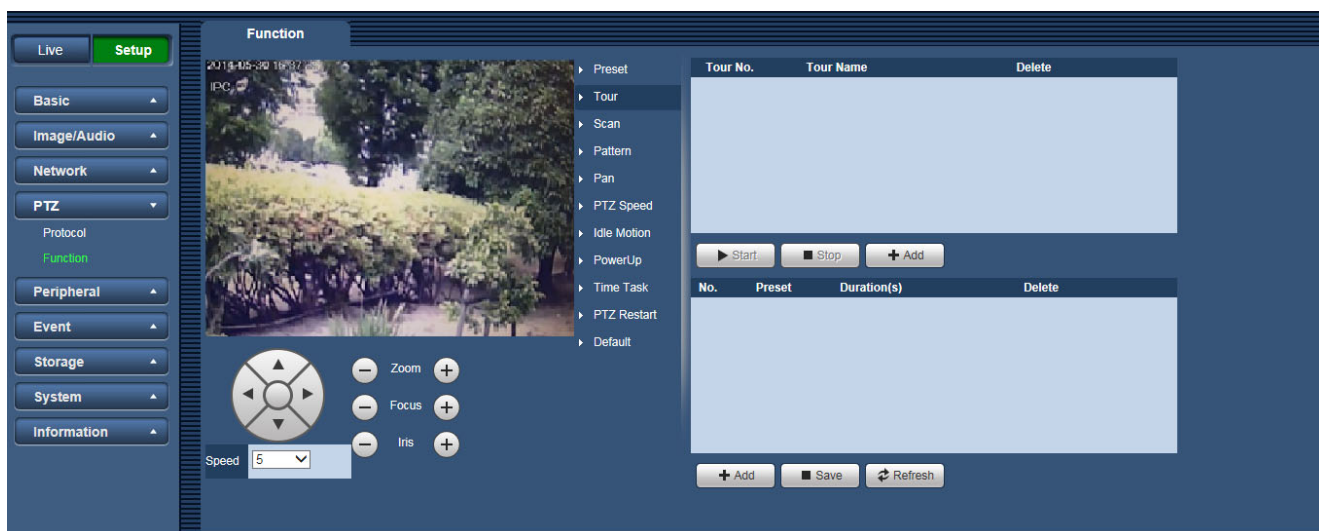 Live
Setup
Basic
Image/Audio
Network
PTZ
Protocol
Function
Peripheral
Event
Storage
System
Information
Function
IPC
Preset
Tour
Scan
Pattern
Pan
PTZ Speed
Idle Motion
PowerUp
Time Task
PTZ Restart
Default
Zoom
Focus
Iris
Speed 5
Tour No. Tour Name Delete
Start Stop Add
No. Preset Duration(s) Delete
Add Save Refresh